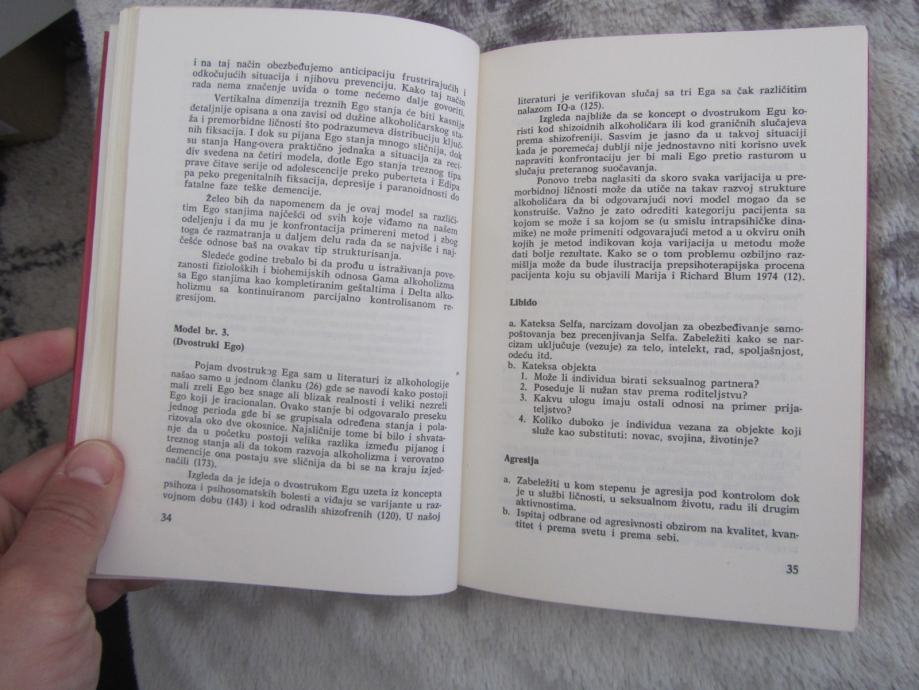 i na taj način obezbeđujemo anticipaciju frustrirajućih i
odkočujućih situacija i njihovu prevenciju. Kako taj način
rada nema značenje uvida o tome nećemo dalje govoriti.
Vertikalna dimenzija treznih Ego stanja će biti kasnije
detaljnije opisana a ona zavisi od dužine alkoholičarskog sta-
ža i premorbidne ličnosti što podrazumeva distribuciju ključ-
nih fiksacija. I dok su pijana Ego stanja mnogo sličnija, dok
su stanja Hang-overa praktično jednaka a situacija za reci-
div svedena na četiri modela, dotle Ego stanja treznog tipa
prave čitave serije od adolescencije preko puberteta i Edipa
pa peko pregenitalnih fiksacija, depresije i paranoidnosti do
fatalne faze teške demencije.
Želeo bih da napomenem da je ovaj model sa različi-
tim Ego stanjima najčešći od svih koje viđamo na našem
odeljenju i da mu je konfrontacija primereni metod i zbog
toga će razmatranja u daljem delu rada da se najviše i naj-
češće odnose baš na ovakav tip strukturisanja.
Sledeće godine trebalo bi da prođu u istraživanja pove-
zanosti fizioloških i biohemijskih odnosa Gama alkoholizma
sa Ego stanjima kao kompletiranim geštaltima i Delta alko-
holizmu sa kontinuiranom parcijalno kontrolisanom re-
gresijom.
Model br. 3.
(Dvostruki Ego)
Pojam dvostrukog Ega sam u literaturi iz alkohologije
našao samo u jednom članku (26) gde se navodi kako postoji
mali zreli Ego bez snage ali blizak realnosti i veliki nezreli
Ego koji je iracionalan. Ovako stanje bi odgovaralo preseku
jednog perioda gde bi se grupisala određena stanja i pola-
rizovala oko dve okosnice. Najsličnije tome bi bilo i shvata-
nje da u početku postoji velika razlika između pijanog i
treznog stanja ali da tokom razvoja alkoholizma i verovatno
demencije ona postaju sve sličnija da bi se na kraju izjed-
načili (173).
Izgleda da je ideja o dvostrukom Egu uzeta iz koncepta
psihoza i psihosomatskih bolesti a viđaju se varijante u raz-
vojnom dobu (143) i kod odraslih shizofrenih (120). U našoj
34
literaturi je verifikovan slučaj sa tri Ega sa čak različitim
nalazom IQ-a (125).
Izgleda najbliže da se koncept o dvostrukom Egu ko-
risti kod shizoidnih alkoholičara ili kod graničnih slučajeva
prema shizofreniji. Sasvim je jasno da u takvoj situaciji
kada je poremećaj dublji nije jednostavno niti korisno uvek
napraviti konfrontaciju jer bi mali Ego pretio rasturom u
slučaju preteranog suočavanja.
Ponovo treba naglasiti da skoro svaka varijacija u pre-
morbidnoj ličnosti može da utiče na takav razvoj strukture
alkoholičara da bi odgovarajući novi model mogao da se
konstruiše. Važno je zato odrediti kategoriju pacijenta sa
kojom se može i sa kojom se (u smislu intrapsihičke dina-
mike) ne može primeniti odgovarajući metod a u okviru onih
kojih je metod indikovan koja varijacija u metodu može
dati bolje rezultate. Kako se o tom problemu ozbiljno raz-
mišlja može da bude ilustracija prepsihoterapijska procena
pacijenta koju su objavili Marija i Richard Blum 1974 (12).
Libido
a. Kateksa Selfa, narcizam dovoljan za obezbeđivanje samo-
poštovanja bez precenjivanja Selfa. Zabeležiti kako se nar-
cizam uključuje (vezuje) za telo, intelekt, rad, spoljašnjost,
odeću itd.
b. Kateksa objekta
1. Može li individua birati seksualnog partnera?
2. Poseduje li nužan stav prema roditeljstvu?
3. Kakvu ulogu imaju ostali odnosi na primer prija-
teljstvo?
4. Koliko duboko je individua vezana za objekte koji
služe kao substituti: novac, svojina, životinje?
Agresija
a. Zabeležiti u kom stepenu je agresija pod kontrolom dok
je u službi ličnosti, u seksualnom životu, radu ili drugim
aktivnostima.
b. Ispitaj odbrane od agresivnosti obzirom na kvalitet, kvan-
titet i prema svetu i prema sebi.
35